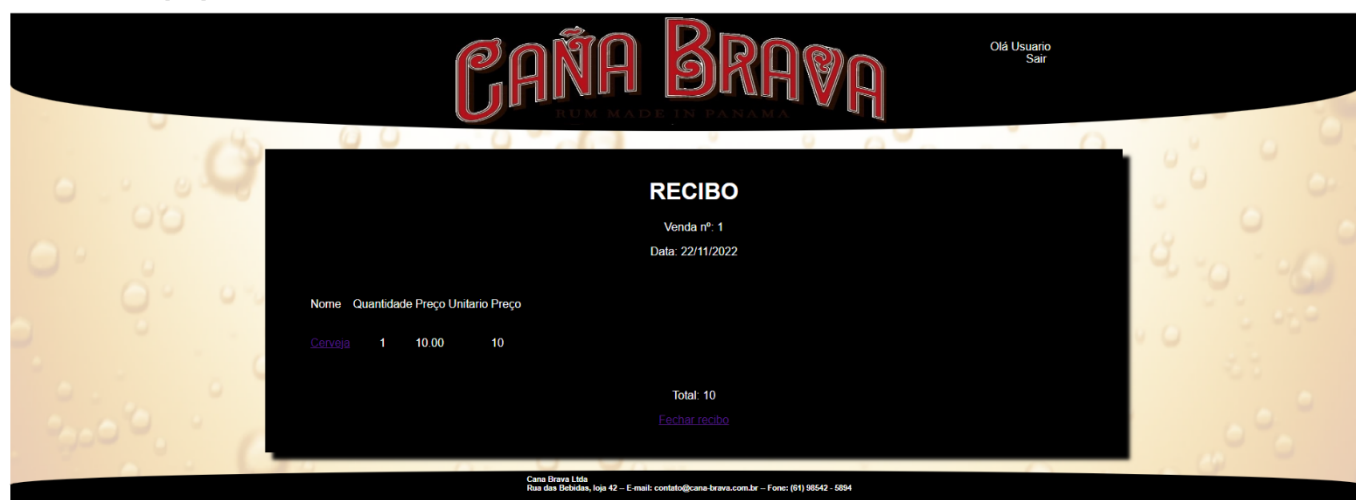 CAÑA BRAVA
RUM MADE IN PANAMA
Olá Usuario
Sair
RECIBO
Venda nº: 1
Data: 22/11/2022
Nome Quantidade Preço Unitario Preço
Cerveja 1 10.00 10
Total: 10
Fechar recibo
Cana Brava Ltda
Rua das Bebidas, loja 42 – E-mail: contato@cana-brava.com.br – Fone: (61) 98542 - 5894